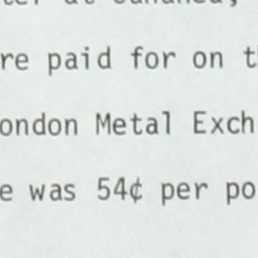 re paid for on t
ondon Metal Exch
e was 54¢ per po